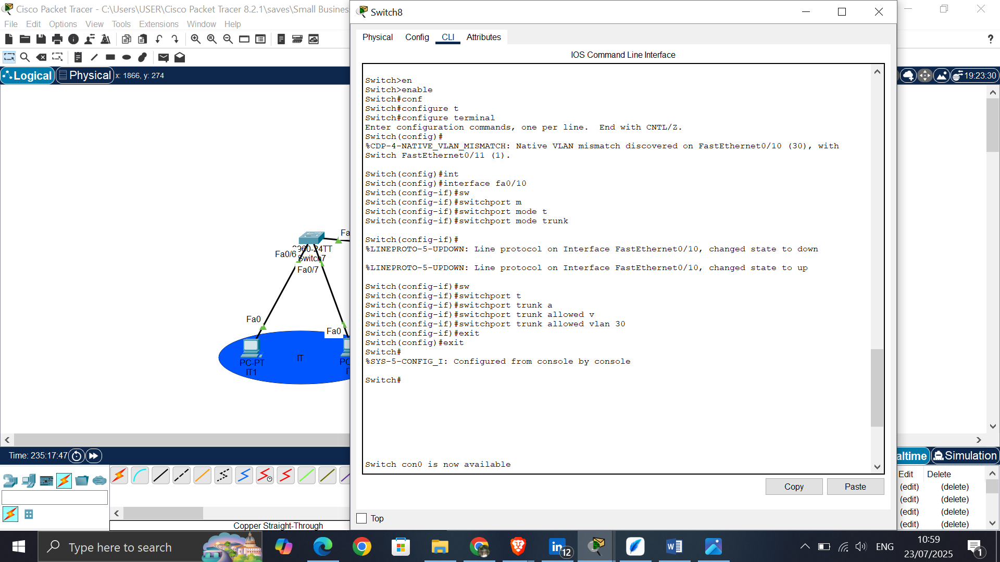 Cisco Packet Tracer - C:\Users\USER\Cisco Packet Tracer 8.2.1\saves\Small Business
File Edit Options View Tools Extensions Window Help
Logical Physical x: 1866, y: 274
19:23:30
Fa
2960-24TT
Switch7
Fa0/6
Fa0/7
Fa0
Fa0
PC-PT
IT1
IT
PC
Time: 235:17:47
Copper Straight-Through
Switch8
Physical Config CLI Attributes
IOS Command Line Interface
Switch>en
Switch>enable
Switch#conf
Switch#configure t
Switch#configure terminal
Enter configuration commands, one per line.  End with CNTL/Z.
Switch(config)#
%CDP-4-NATIVE_VLAN_MISMATCH: Native VLAN mismatch discovered on FastEthernet0/10 (30), with
Switch FastEthernet0/11 (1).
Switch(config)#int
Switch(config)#interface fa0/10
Switch(config-if)#sw
Switch(config-if)#switchport m
Switch(config-if)#switchport mode t
Switch(config-if)#switchport mode trunk
Switch(config-if)#
%LINEPROTO-5-UPDOWN: Line protocol on Interface FastEthernet0/10, changed state to down
%LINEPROTO-5-UPDOWN: Line protocol on Interface FastEthernet0/10, changed state to up
Switch(config-if)#sw
Switch(config-if)#switchport t
Switch(config-if)#switchport trunk a
Switch(config-if)#switchport trunk allowed v
Switch(config-if)#switchport trunk allowed vlan 30
Switch(config-if)#exit
Switch(config)#exit
Switch#
%SYS-5-CONFIG_I: Configured from console by console
Switch#
Switch con0 is now available
Copy Paste
Top
altime Simulation
Edit Delete
(edit) (delete)
(edit) (delete)
(edit) (delete)
(edit) (delete)
Type here to search
12
ENG
10:59
23/07/2025
1